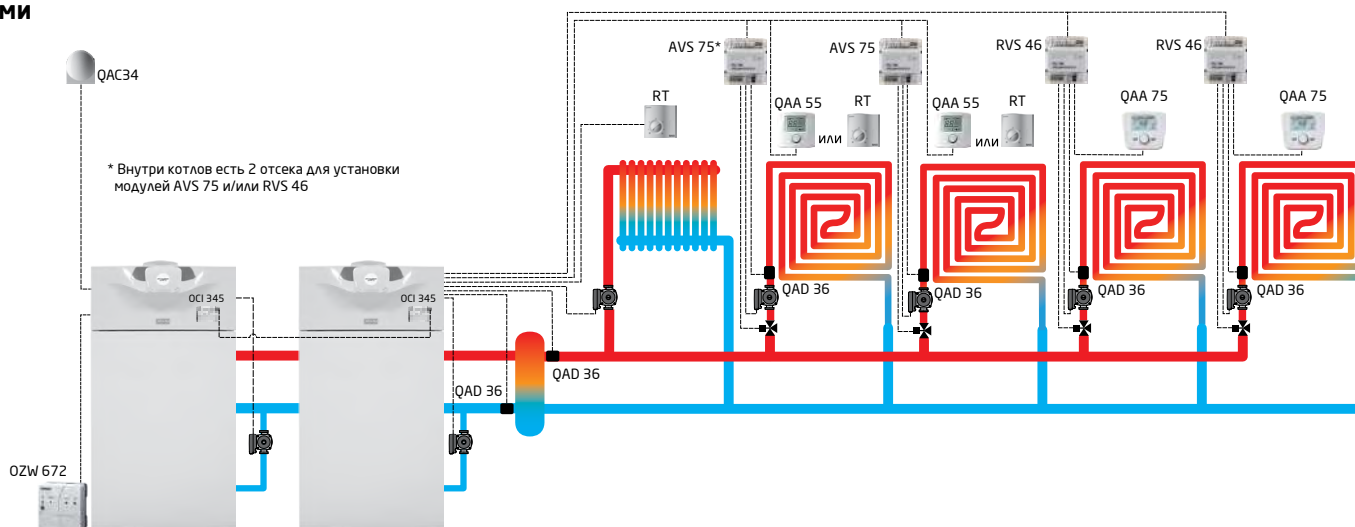 ми
QAC34
AVS 75*
AVS 75
RVS 46
RVS 46
RT
QAA 55
или
RT
QAA 55
или
RT
QAA 75
QAA 75
* Внутри котлов есть 2 отсека для установки
модулей AVS 75 и/или RVS 46
OCI 345
OCI 345
QAD 36
QAD 36
QAD 36
QAD 36
QAD 36
QAD 36
OZW 672